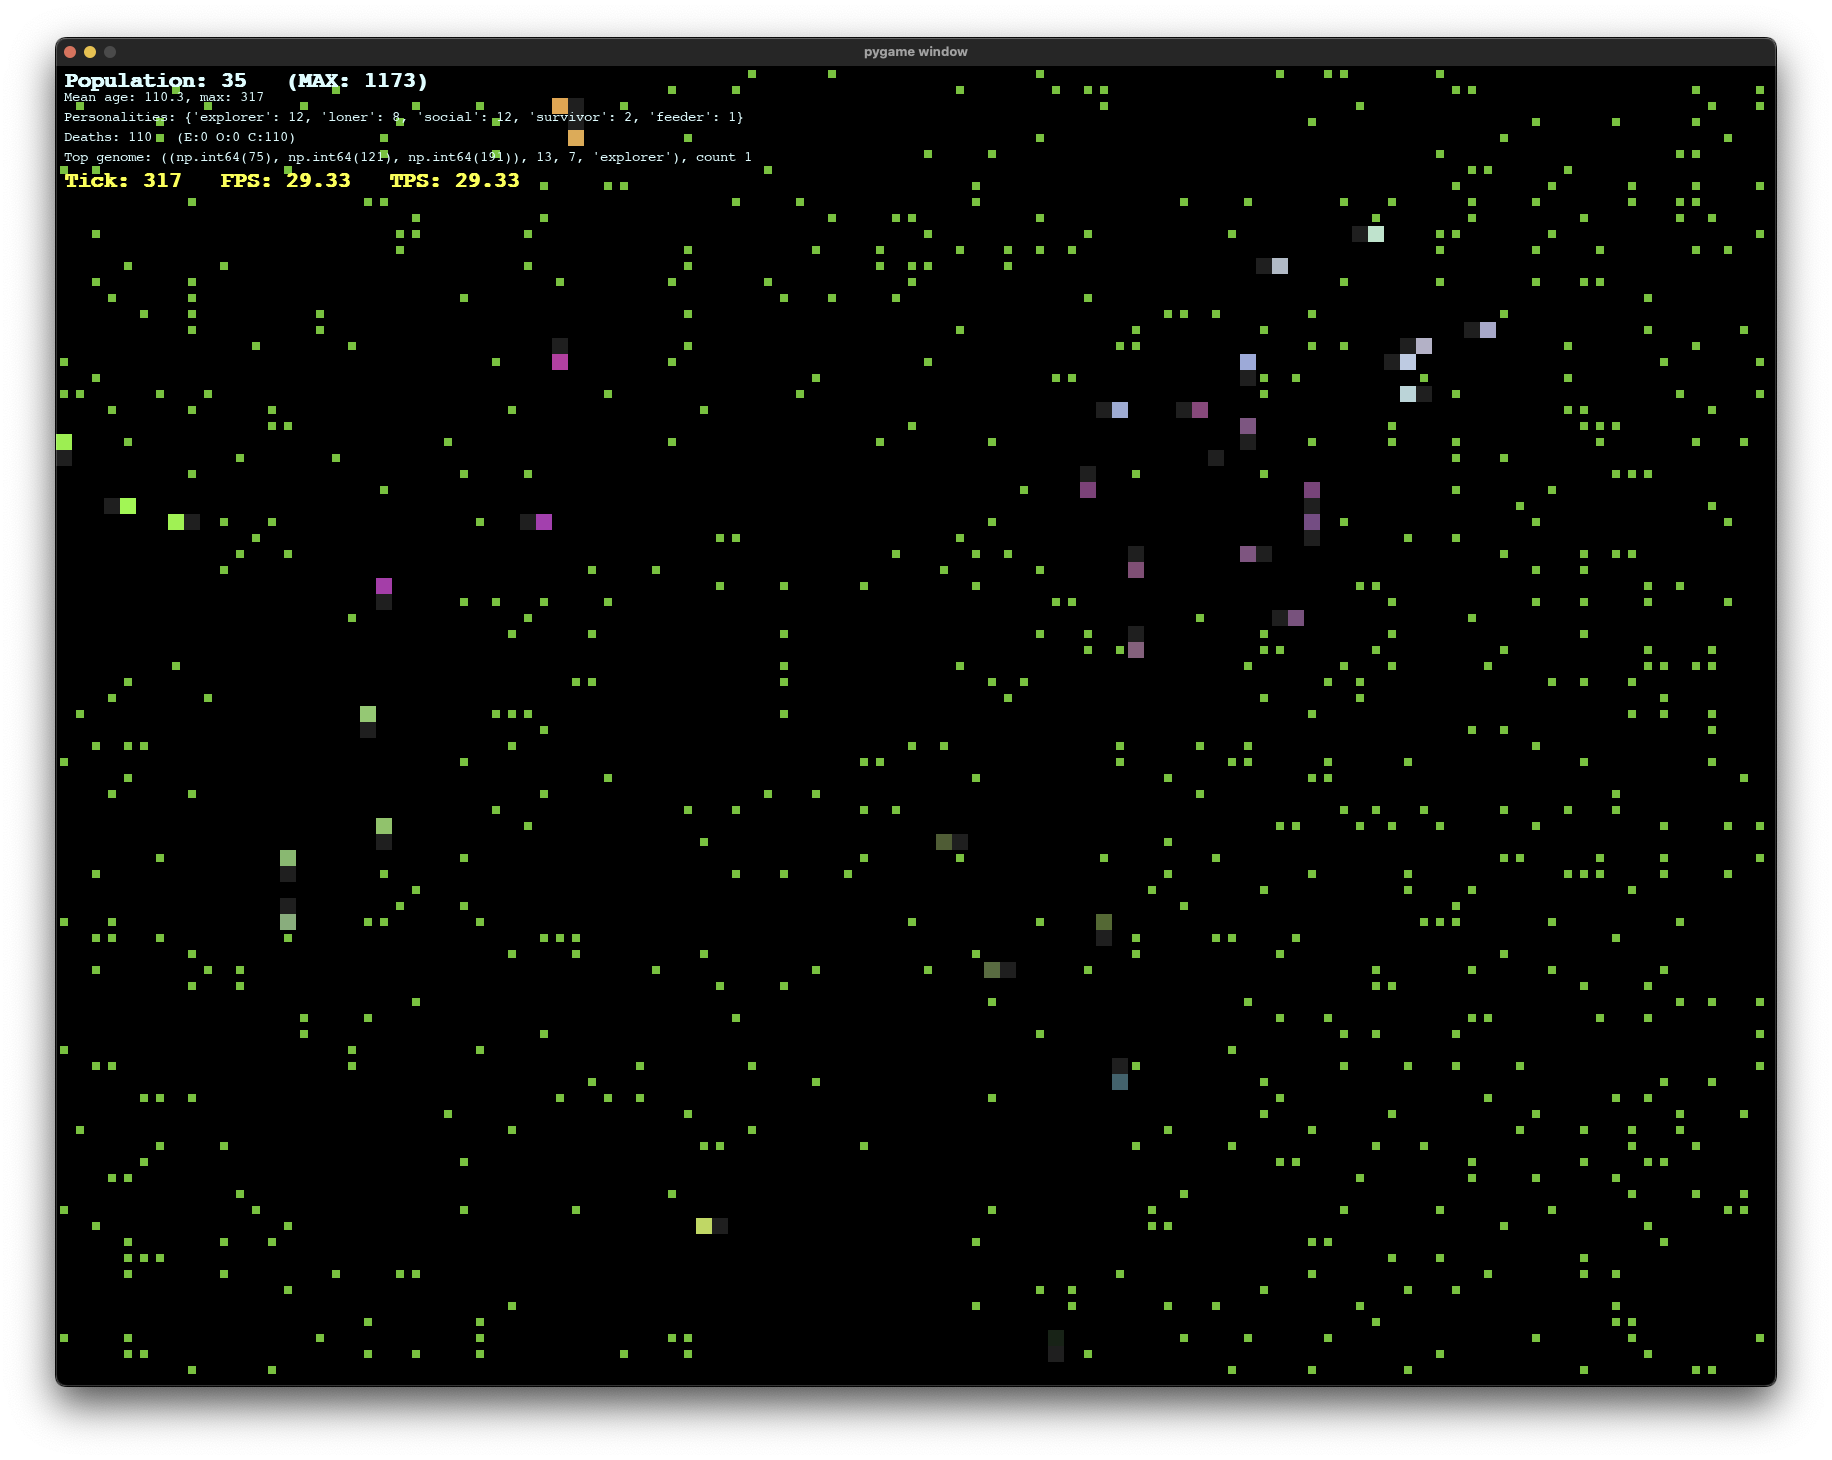 pygame window
Population: 35 (MAX: 1173)
Mean age: 110.3, max: 317
Personalities: {'explorer': 12, 'loner': 8, 'social': 12, 'survivor': 2, 'feeder': 1}
Deaths: 110 (E:0 O:0 C:110)
Top genome: ((np.int64(75), np.int64(121), np.int64(191)), 13, 7, 'explorer'), count 1
Tick: 317 FPS: 29.33 TPS: 29.33